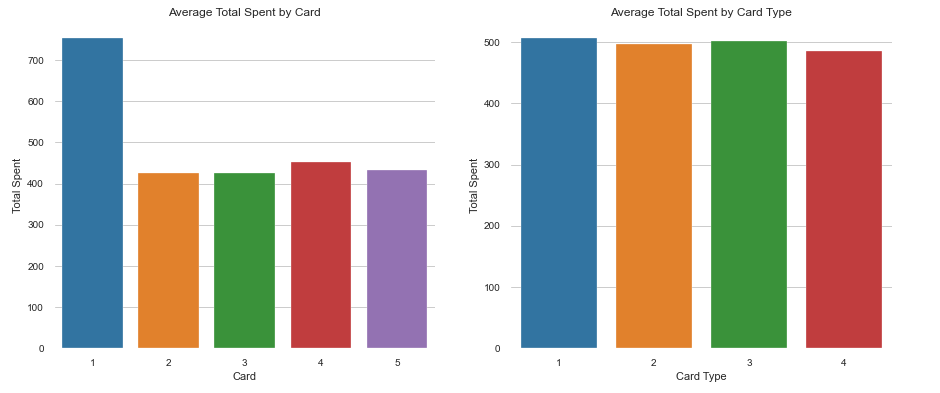 Average Total Spent by Card
Total Spent
700
600
500
400
300
200
100
0
1 2 3 4 5
Card
Average Total Spent by Card Type
Total Spent
500
400
300
200
100
0
1 2 3 4
Card Type